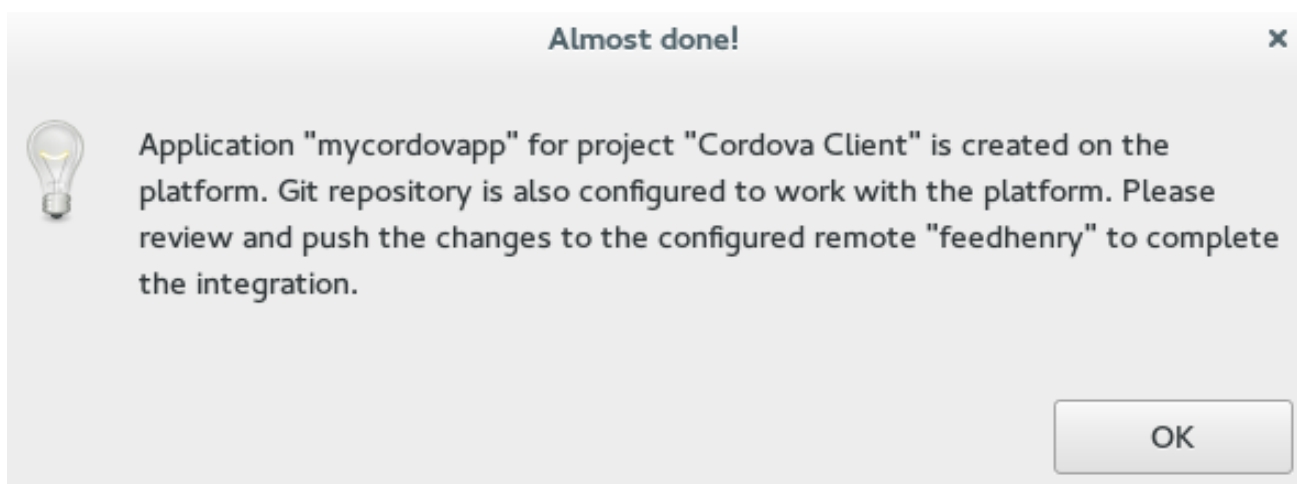 Almost done!
Application "mycordovapp" for project "Cordova Client" is created on the
platform. Git repository is also configured to work with the platform. Please
review and push the changes to the configured remote "feedhenry" to complete
the integration.
OK